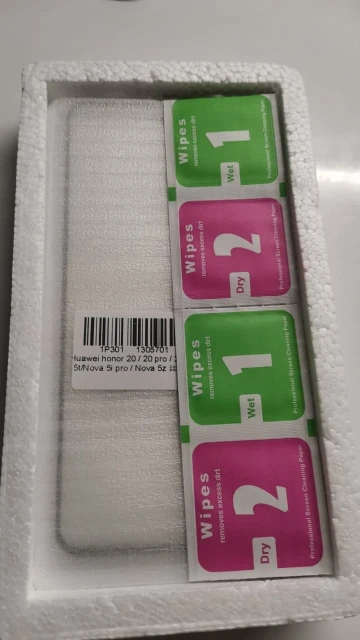 1P301 1305701
Huawei honor 20 / 20 pro /
5t/Nova 5i pro / Nova 5z
Wipes
removes excess dirt
1
Wet
Professional Screen Cleaning Paper
Wipes
removes excess dirt
2
Dry
Professional Screen Cleaning Paper
Wipes
removes excess dirt
1
Wet
Professional Screen Cleaning Paper
Wipes
removes excess dirt
2
Dry
Professional Screen Cleaning Paper